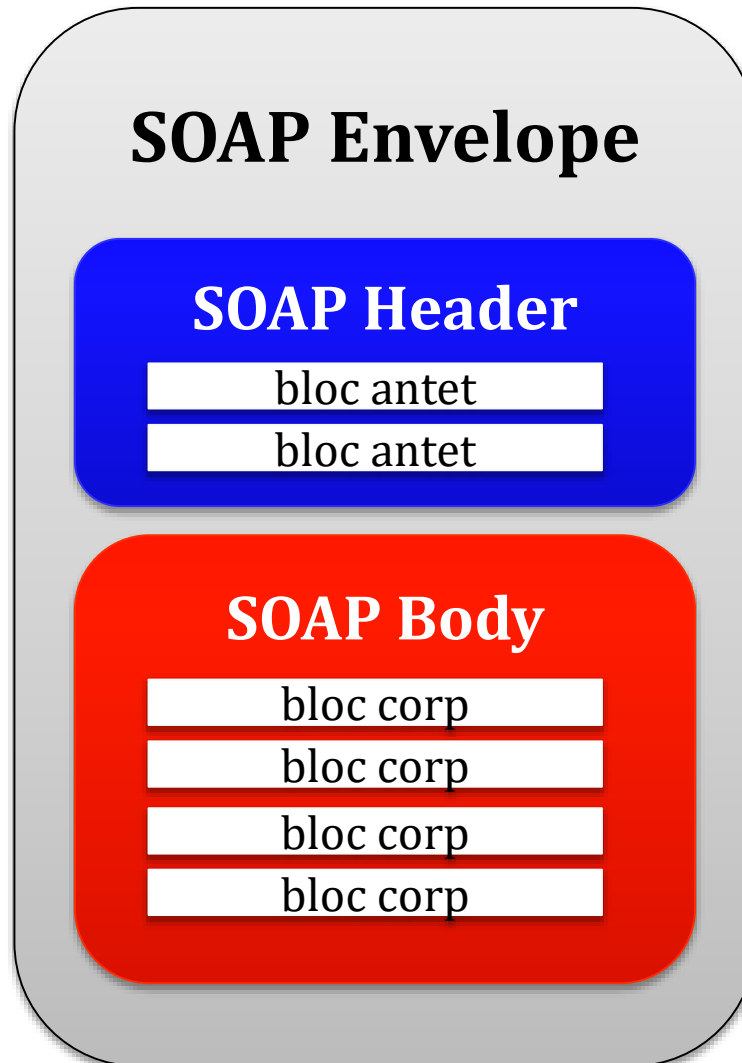 SOAP Envelope
SOAP Header
bloc antet
bloc antet
SOAP Body
bloc corp
bloc corp
bloc corp
bloc corp